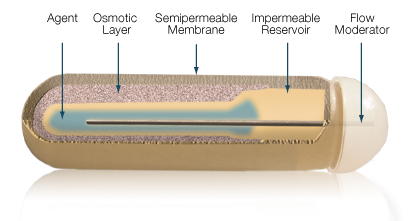 Agent
Osmotic
Layer
Semipermeable
Membrane
Impermeable
Reservoir
Flow
Moderator